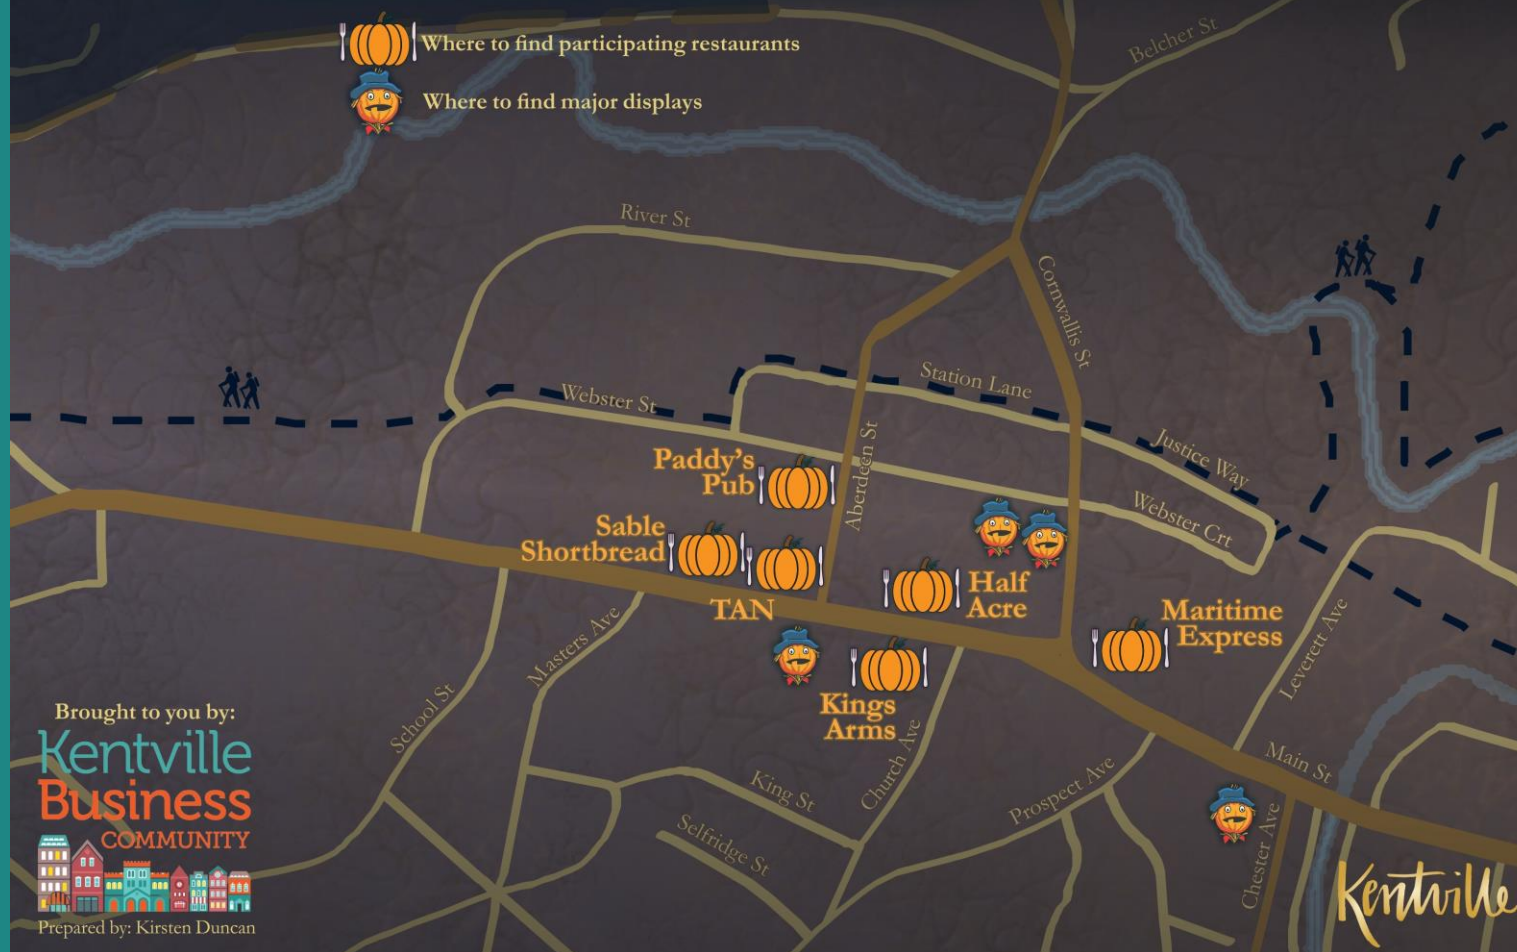 Where to find participating restaurants
Where to find major displays
Belcher St
River St
Cornwallis St
Station Lane
Webster St
Justice Way
Paddy's
Pub
Aberdeen St
Webster Crt
Sable
Shortbread
TAN
Half
Acre
Maritime
Express
Kings
Arms
Masters Ave
Leverett Ave
School St
Church Ave
King St
Prospect Ave
Main St
Selfridge St
Chester Ave
Brought to you by:
Kentville
Business
COMMUNITY
Prepared by: Kirsten Duncan
Kentville